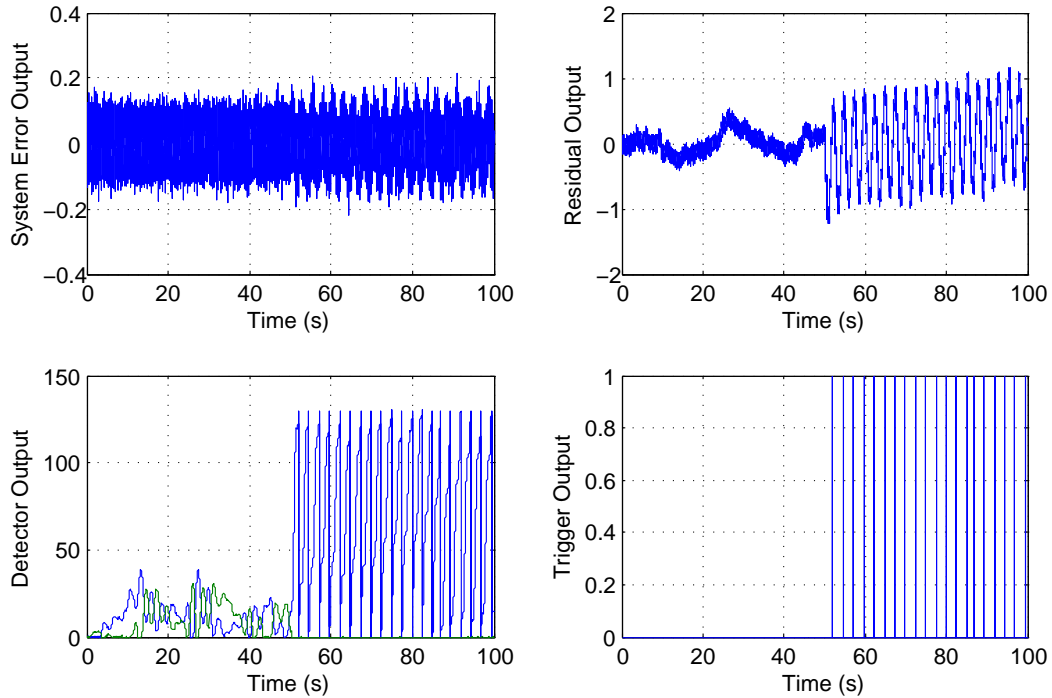 0.4
0.2
0
−0.2
−0.4
System Error Output
0 20 40 60 80 100
Time (s)
2
1
0
−1
−2
Residual Output
0 20 40 60 80 100
Time (s)
150
100
50
0
Detector Output
0 20 40 60 80 100
Time (s)
1
0.8
0.6
0.4
0.2
0
Trigger Output
0 20 40 60 80 100
Time (s)